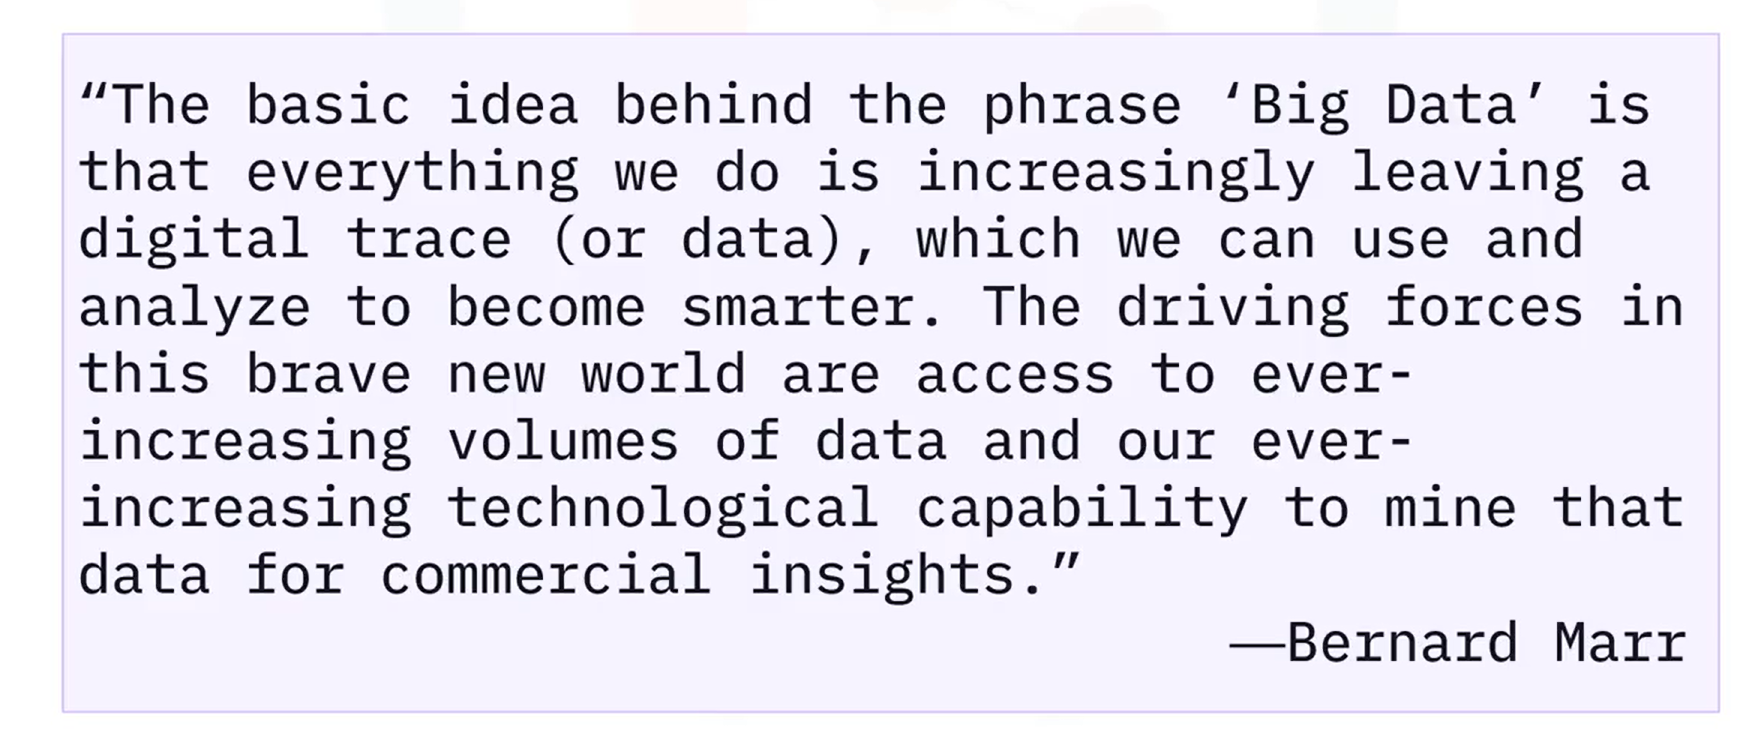 “The basic idea behind the phrase ‘Big Data’ is
that everything we do is increasingly leaving a
digital trace (or data), which we can use and
analyze to become smarter. The driving forces in
this brave new world are access to ever-
increasing volumes of data and our ever-
increasing technological capability to mine that
data for commercial insights.”
—Bernard Marr